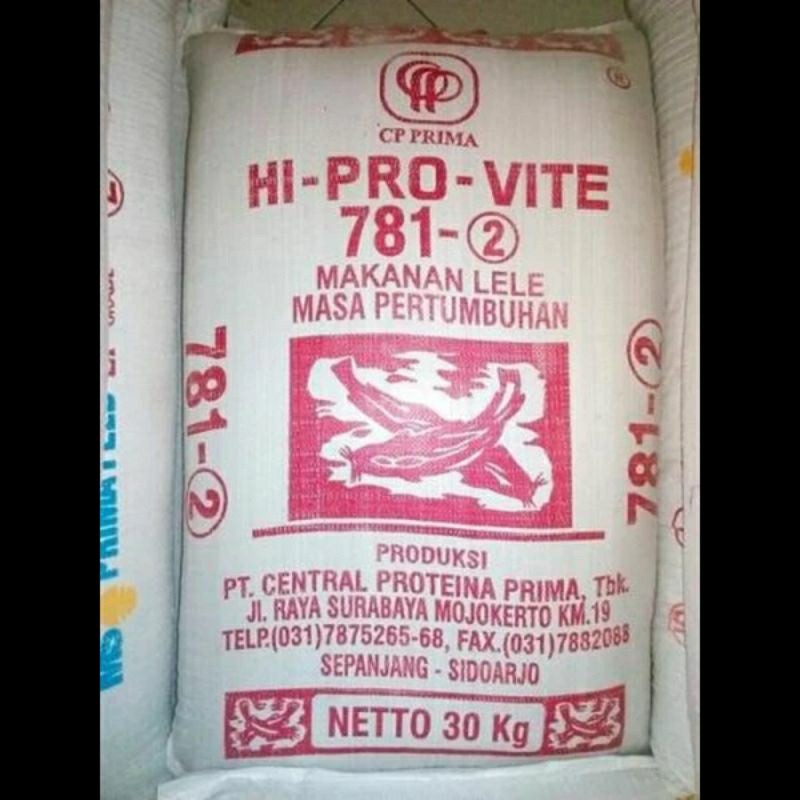 CP PRIMA
®
HI-PRO-VITE
781-②
MAKANAN LELE
MASA PERTUMBUHAN
781-②
781-②
PRODUKSI
PT. CENTRAL PROTEINA PRIMA, Tbk.
Jl. RAYA SURABAYA MOJOKERTO KM.19
TELP.(031)7875265-68, FAX.(031)7882068
SEPANJANG - SIDOARJO
NETTO 30 Kg